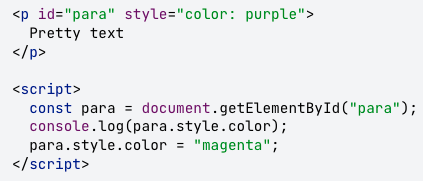 <p id="para" style="color: purple">
  Pretty text
</p>

<script>
  const para = document.getElementById("para");
  console.log(para.style.color);
  para.style.color = "magenta";
</script>